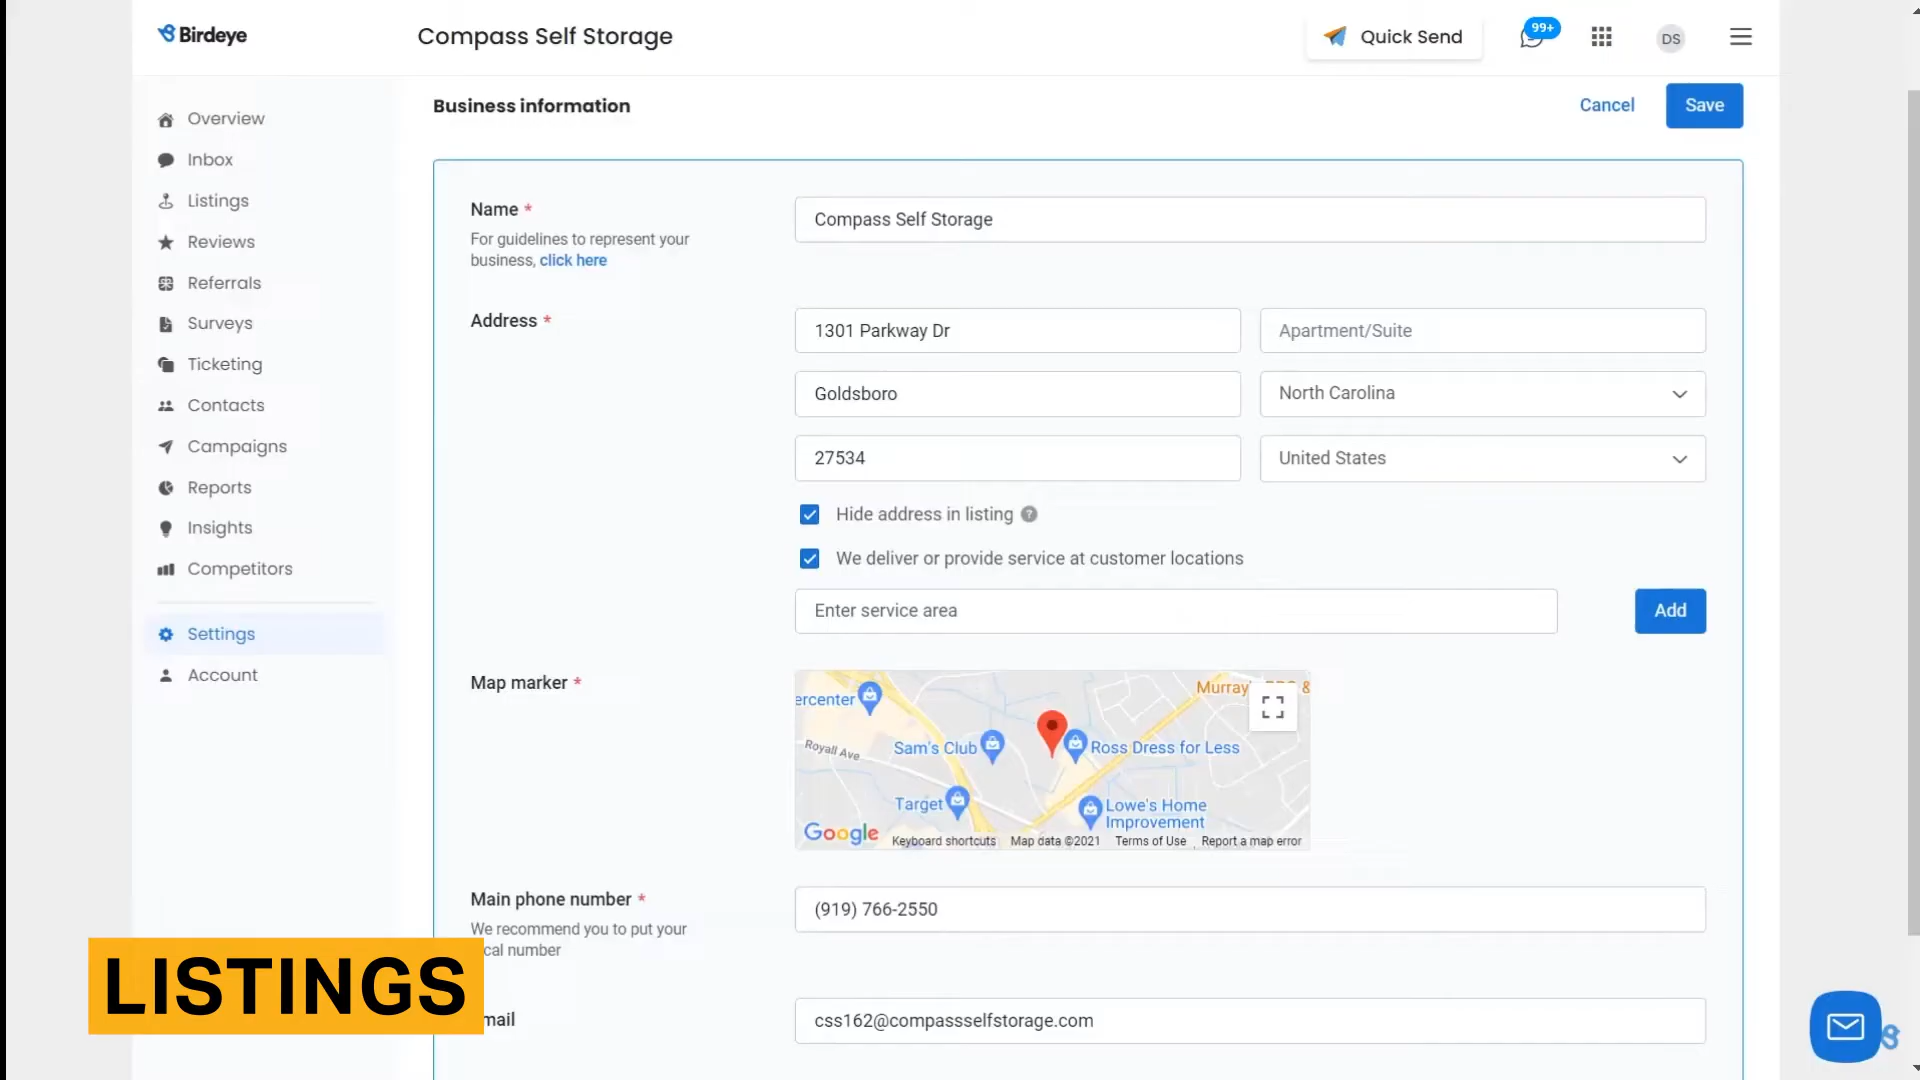 Birdeye
Compass Self Storage
Quick Send
99+
DS
Business information
Cancel
Save
Overview
Inbox
Listings
Reviews
Referrals
Surveys
Ticketing
Contacts
Campaigns
Reports
Insights
Competitors
Settings
Account
Name *
For guidelines to represent your
business, click here
Compass Self Storage
Address *
1301 Parkway Dr
Apartment/Suite
Goldsboro
North Carolina
27534
United States
Hide address in listing ?
We deliver or provide service at customer locations
Enter service area
Add
Map marker *
ercenter
Murray's
&
Royall Ave
Sam's Club
Ross Dress for Less
Target
Lowe's Home
Improvement
Google
Keyboard shortcuts
Map data ©2021
Terms of Use
Report a map error
Main phone number *
We recommend you to put your
cal number
(919) 766-2550
mail
css162@compassselfstorage.com
LISTINGS